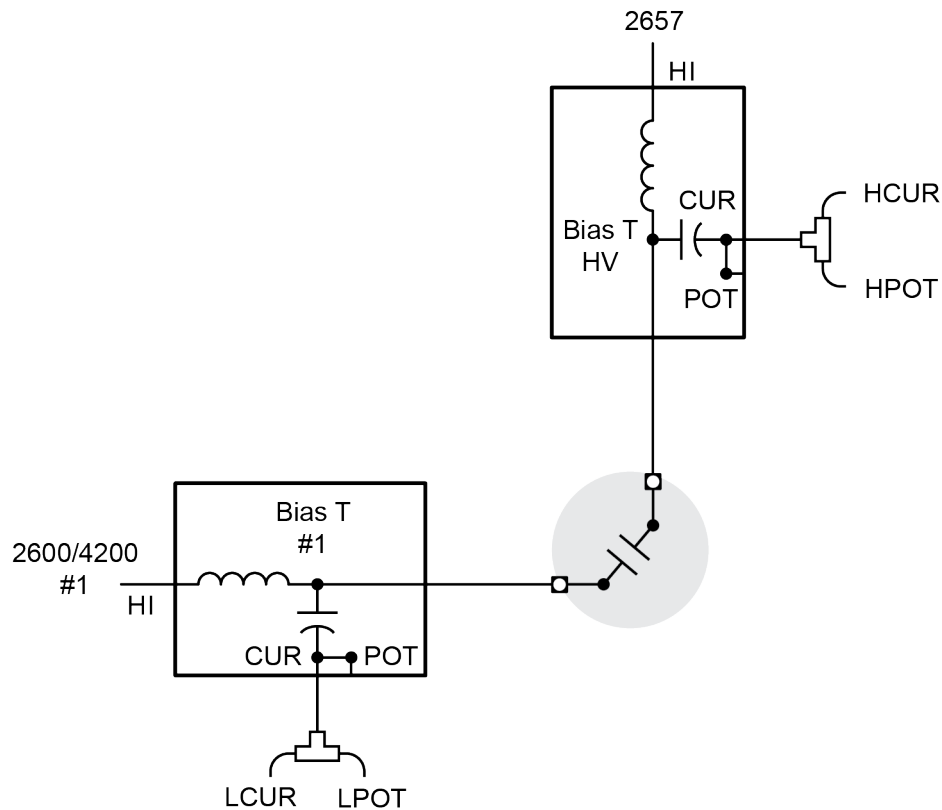 2657
HI
CUR
HCUR
Bias T
HV
POT
HPOT
Bias T
#1
2600/4200
#1
HI
CUR
POT
LCUR
LPOT